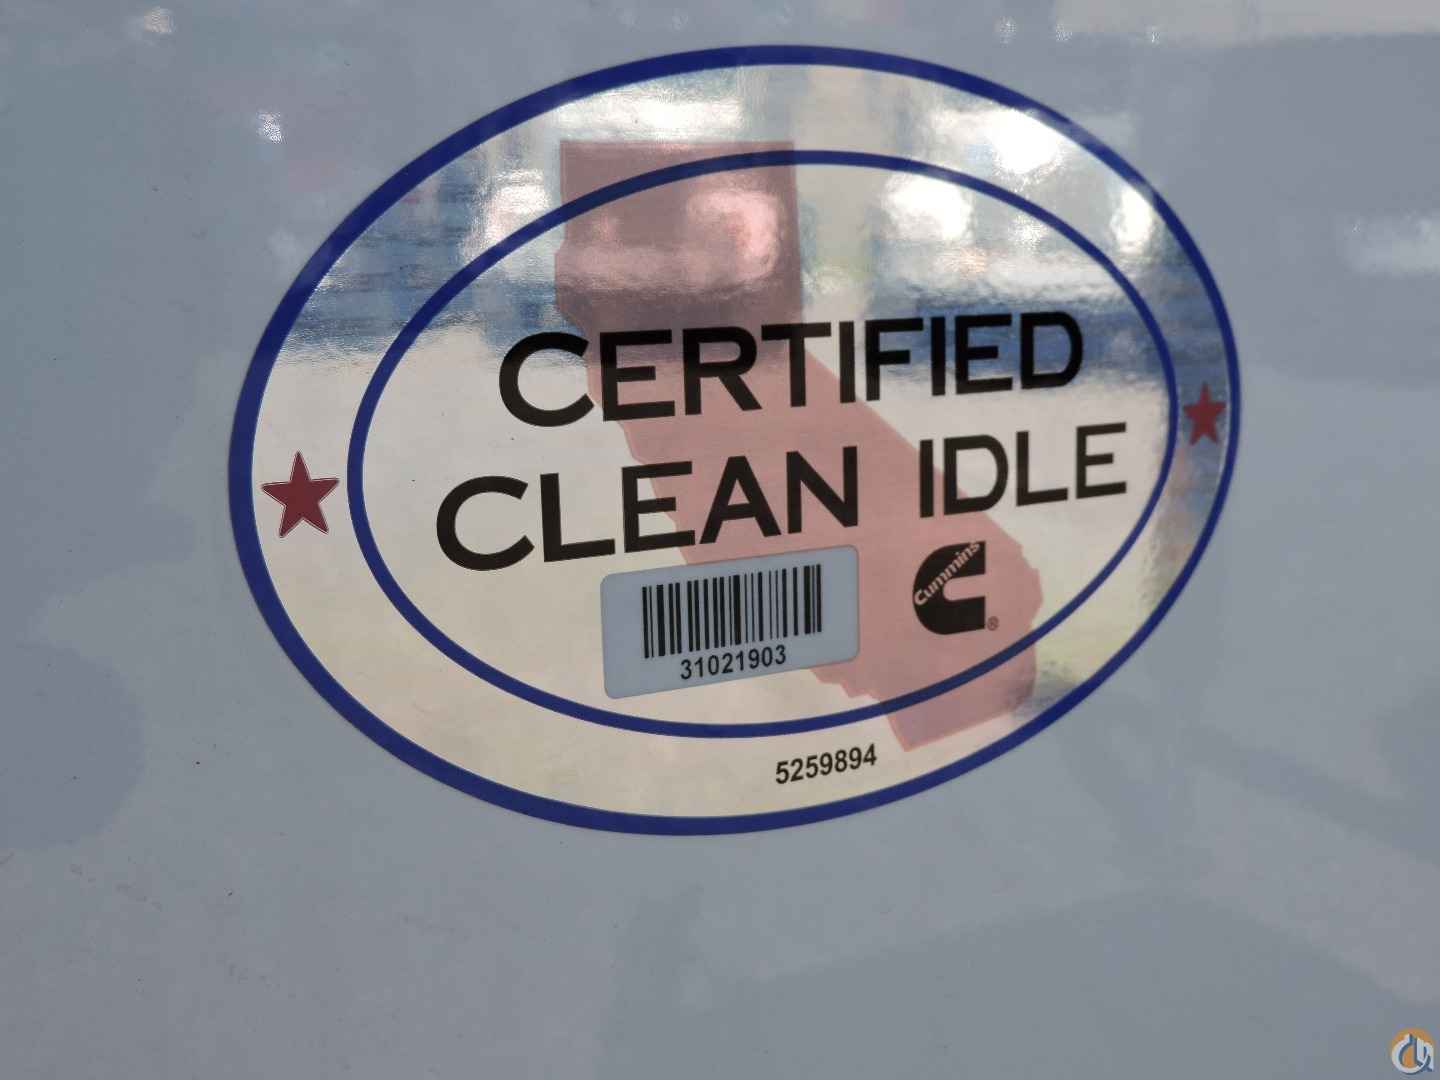 CERTIFIED
CLEAN IDLE
Cummins
®
31021903
5259894